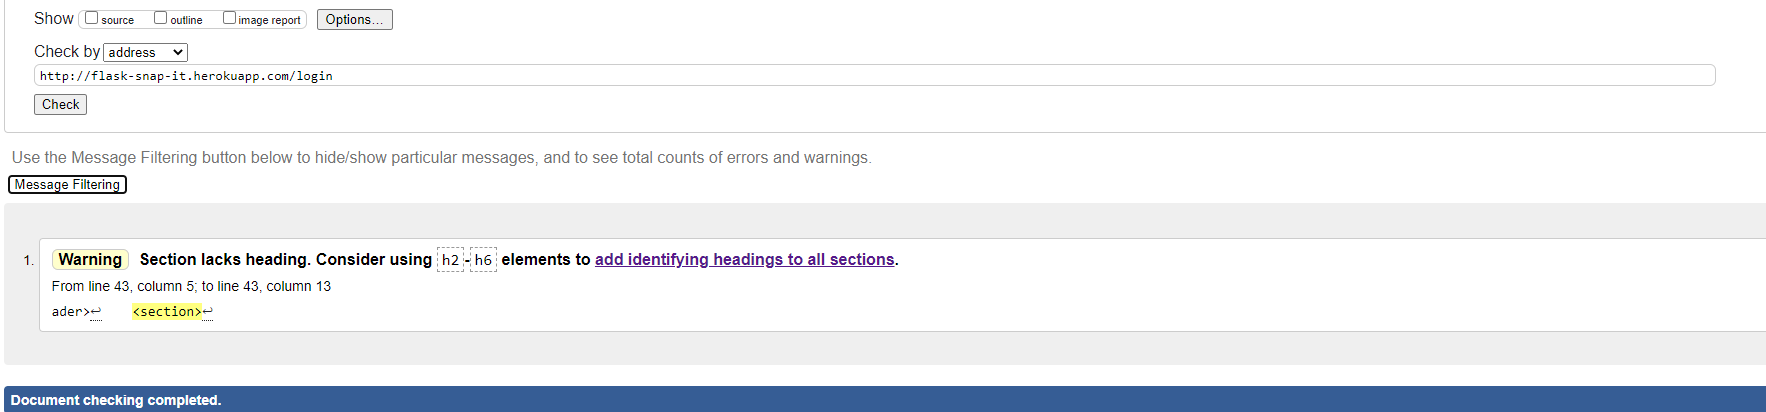 Show source outline image report Options...
Check by address
http://flask-snap-it.herokuapp.com/login
Check
Use the Message Filtering button below to hide/show particular messages, and to see total counts of errors and warnings.
Message Filtering
1. Warning Section lacks heading. Consider using h2-h6 elements to add identifying headings to all sections.
From line 43, column 5; to line 43, column 13
ader>↩ <section>↩
Document checking completed.